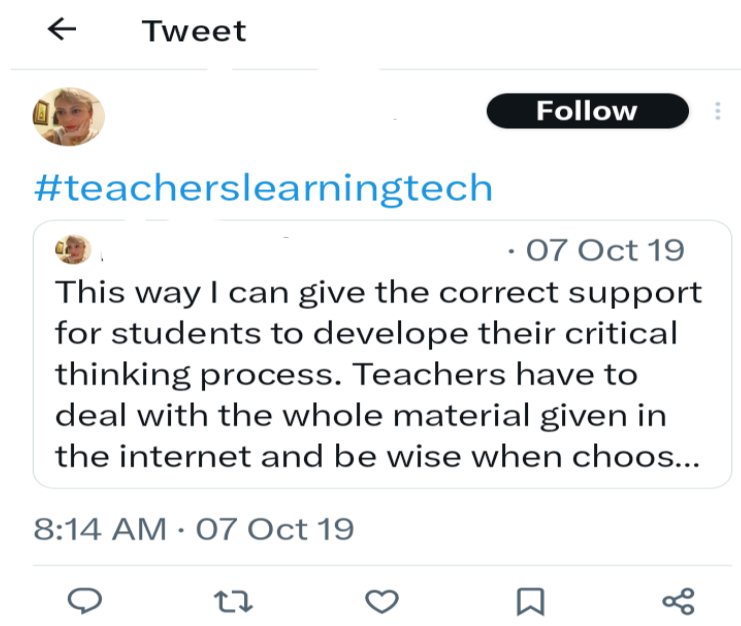 Tweet
Follow
#teacherslearningtech
· 07 Oct 19
This way I can give the correct support
for students to develope their critical
thinking process. Teachers have to
deal with the whole material given in
the internet and be wise when choos...
8:14 AM · 07 Oct 19